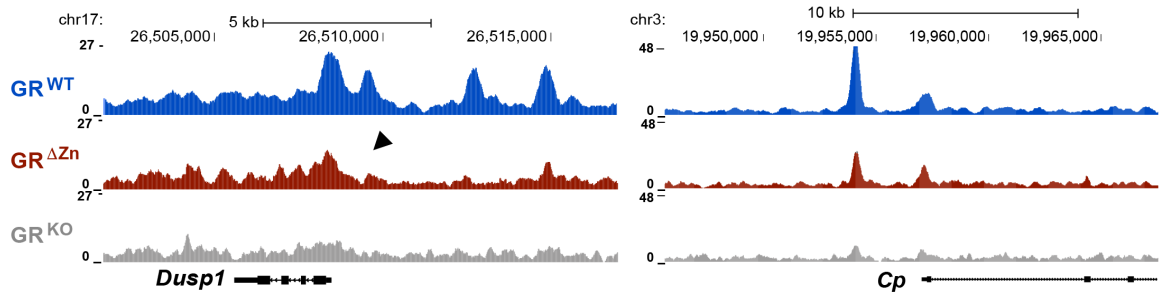 chr17: 5 kb
26,505,000 26,510,000 26,515,000
27
GR WT
0
27
GR ΔZn
0
27
GR KO
0
Dusp1
chr3: 10 kb
19,950,000 19,955,000 19,960,000 19,965,000
48
0
48
0
48
0
Cp